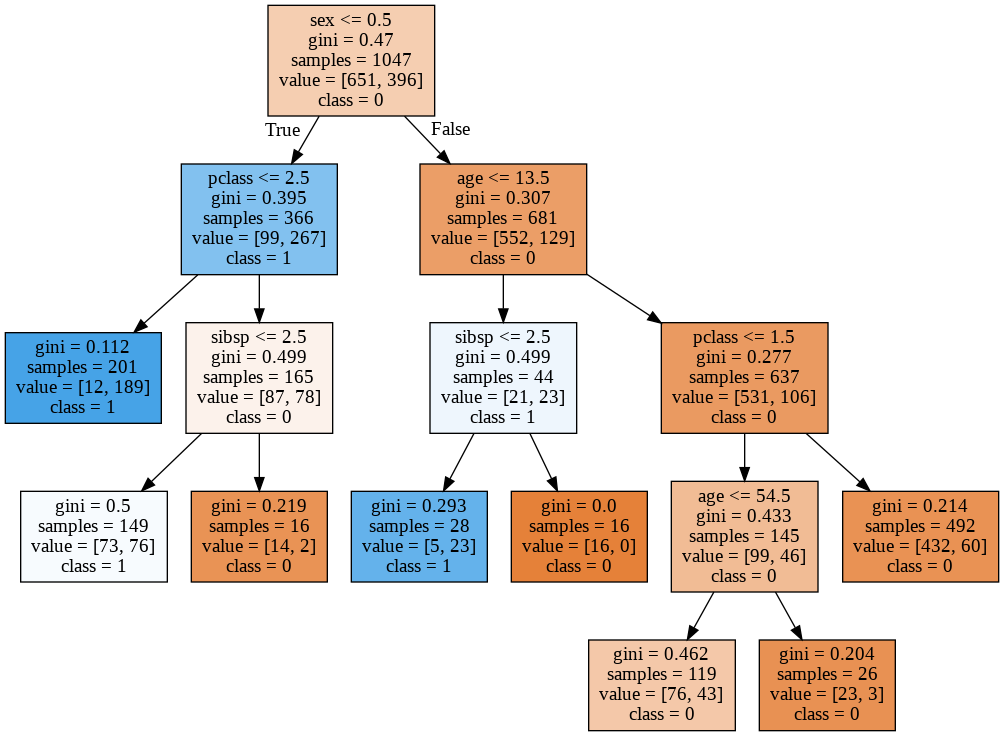 sex <= 0.5
gini = 0.47
samples = 1047
value = [651, 396]
class = 0
True
False
pclass <= 2.5
gini = 0.395
samples = 366
value = [99, 267]
class = 1
age <= 13.5
gini = 0.307
samples = 681
value = [552, 129]
class = 0
gini = 0.112
samples = 201
value = [12, 189]
class = 1
sibsp <= 2.5
gini = 0.499
samples = 165
value = [87, 78]
class = 0
sibsp <= 2.5
gini = 0.499
samples = 44
value = [21, 23]
class = 1
pclass <= 1.5
gini = 0.277
samples = 637
value = [531, 106]
class = 0
gini = 0.5
samples = 149
value = [73, 76]
class = 1
gini = 0.219
samples = 16
value = [14, 2]
class = 0
gini = 0.293
samples = 28
value = [5, 23]
class = 1
gini = 0.0
samples = 16
value = [16, 0]
class = 0
age <= 54.5
gini = 0.433
samples = 145
value = [99, 46]
class = 0
gini = 0.214
samples = 492
value = [432, 60]
class = 0
gini = 0.462
samples = 119
value = [76, 43]
class = 0
gini = 0.204
samples = 26
value = [23, 3]
class = 0